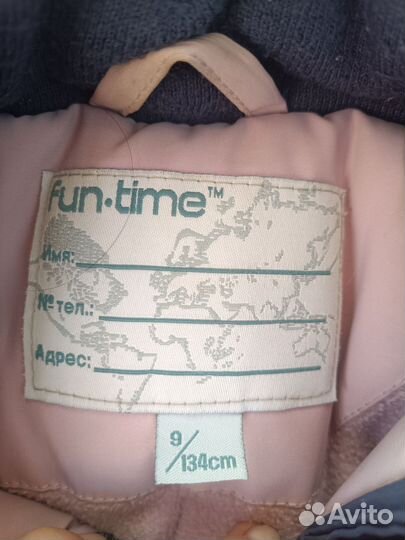 fun·time™
Имя:
№ тел.:
Адрес:
9/134cm
Avito